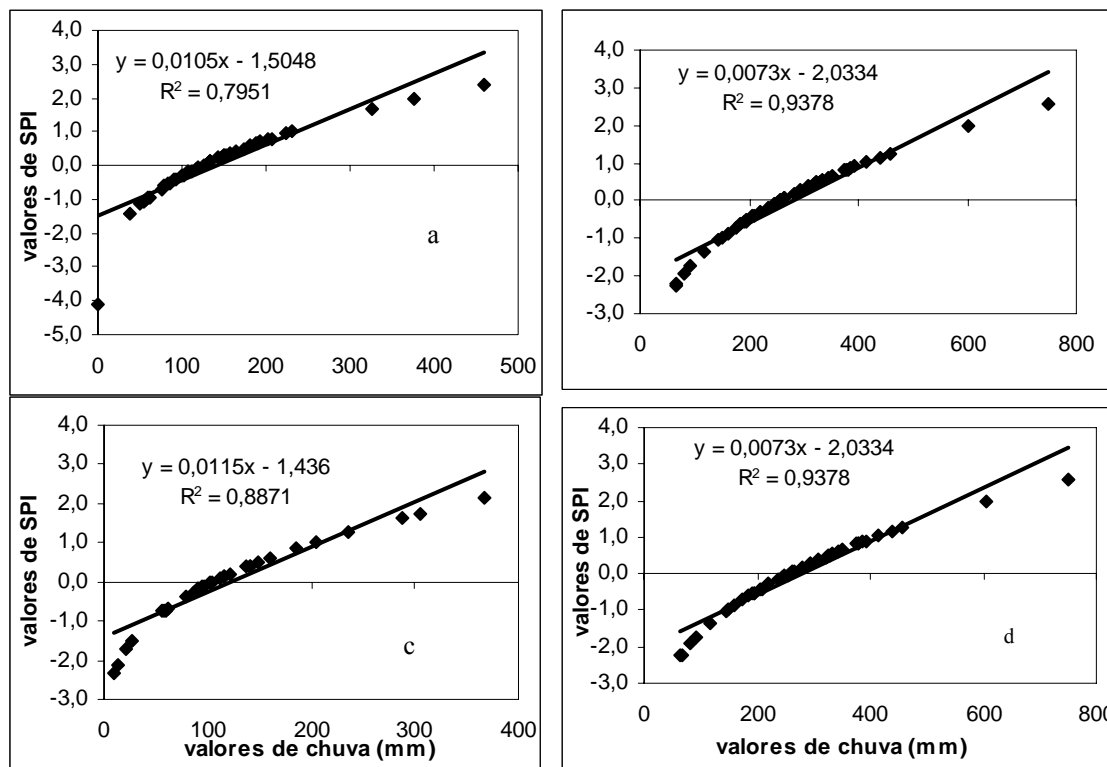 4,0
3,0
2,0
1,0
0,0
-1,0
-2,0
-3,0
-4,0
-5,0
valores de SPI
y = 0,0105x - 1,5048
R² = 0,7951
a
0 100 200 300 400 500
4,0
3,0
2,0
1,0
0,0
-1,0
-2,0
-3,0
y = 0,0073x - 2,0334
R² = 0,9378
0 200 400 600 800
4,0
3,0
2,0
1,0
0,0
-1,0
-2,0
-3,0
valores de SPI
y = 0,0115x - 1,436
R² = 0,8871
c
0 100 200 300 400
valores de chuva (mm)
4,0
3,0
2,0
1,0
0,0
-1,0
-2,0
-3,0
valores de SPI
y = 0,0073x - 2,0334
R² = 0,9378
d
0 200 400 600 800
valores de chuva (mm)